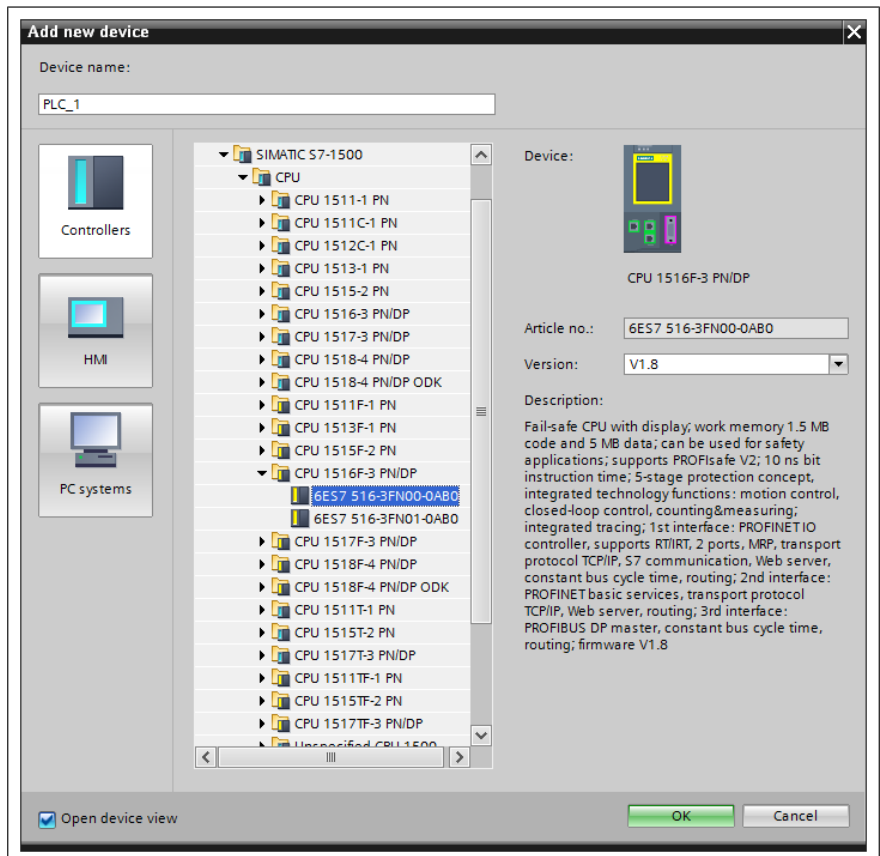 Add new device
Device name:
PLC_1
Controllers
HMI
PC systems
SIMATIC S7-1500
CPU
CPU 1511-1 PN
CPU 1511C-1 PN
CPU 1512C-1 PN
CPU 1513-1 PN
CPU 1515-2 PN
CPU 1516-3 PN/DP
CPU 1517-3 PN/DP
CPU 1518-4 PN/DP
CPU 1518-4 PN/DP ODK
CPU 1511F-1 PN
CPU 1513F-1 PN
CPU 1515F-2 PN
CPU 1516F-3 PN/DP
6ES7 516-3FN00-0AB0
6ES7 516-3FN01-0AB0
CPU 1517F-3 PN/DP
CPU 1518F-4 PN/DP
CPU 1518F-4 PN/DP ODK
CPU 1511T-1 PN
CPU 1515T-2 PN
CPU 1517T-3 PN/DP
CPU 1511TF-1 PN
CPU 1515TF-2 PN
CPU 1517TF-3 PN/DP
Unspecified CPU 1500
Device:
CPU 1516F-3 PN/DP
Article no.: 6ES7 516-3FN00-0AB0
Version: V1.8
Description:
Fail-safe CPU with display; work memory 1.5 MB
code and 5 MB data; can be used for safety
applications; supports PROFIsafe V2; 10 ns bit
instruction time; 5-stage protection concept,
integrated technology functions: motion control,
closed-loop control, counting&measuring;
integrated tracing; 1st interface: PROFINET IO
controller, supports RT/IRT, 2 ports, MRP, transport
protocol TCP/IP, S7 communication, Web server,
constant bus cycle time, routing; 2nd interface:
PROFINET basic services, transport protocol
TCP/IP, Web server, routing; 3rd interface:
PROFIBUS DP master, constant bus cycle time,
routing; firmware V1.8
Open device view
OK
Cancel